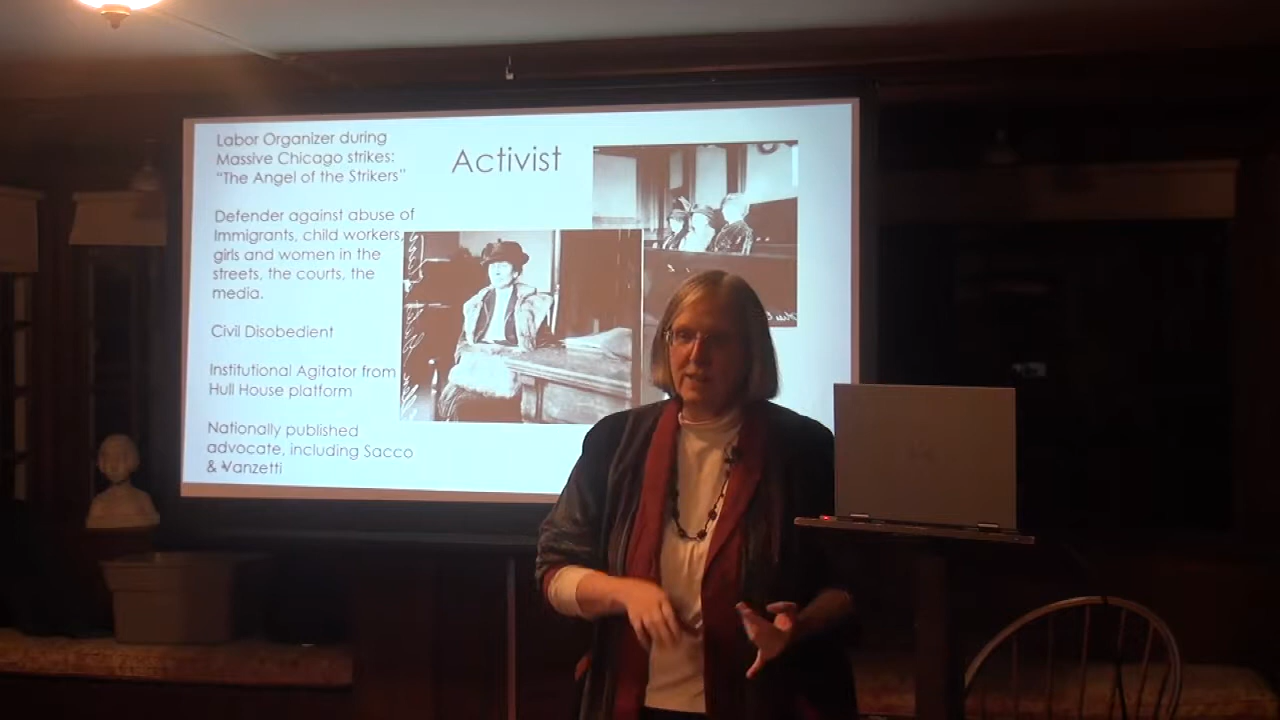 Labor Organizer during
Massive Chicago strikes:
"The Angel of the Strikers"
Activist
Defender against abuse of
Immigrants, child workers,
girls and women in the
streets, the courts, the
media.
Civil Disobedient
Institutional Agitator from
Hull House platform
Nationally published
advocate, including Sacco
& Vanzetti